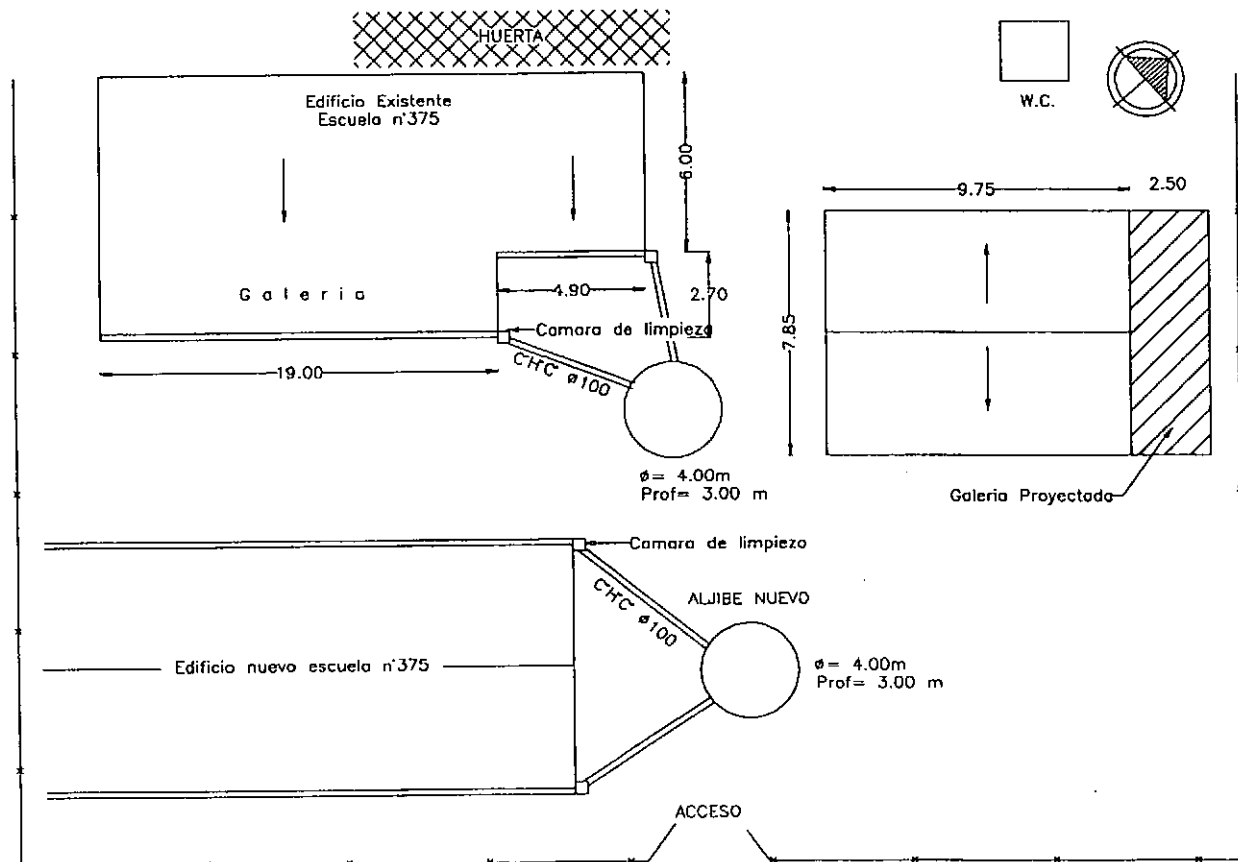 HUERTA
W.C.
Edificio Existente
Escuela n°375
6.00
9.75
2.50
Galeria
4.90
2.70
7.85
Camara de limpieza
19.00
C°H°C° ø100
ø= 4.00m
Prof= 3.00 m
Galeria Proyectada
Camara de limpieza
C°H°C° ø100
ALJIBE NUEVO
Edificio nuevo escuela n°375
ø= 4.00m
Prof= 3.00 m
ACCESO